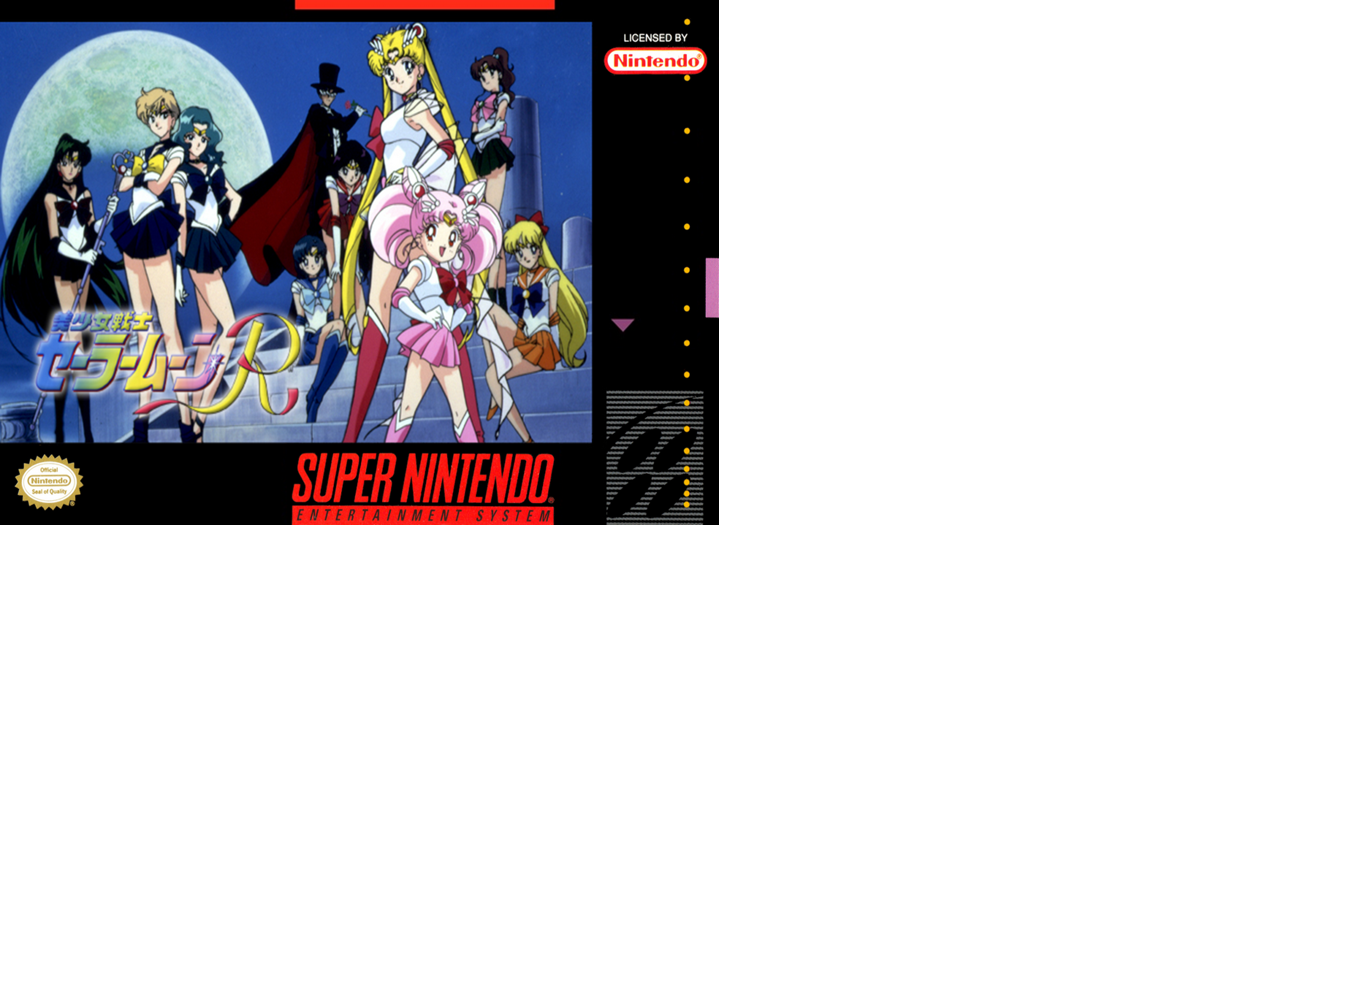 LICENSED BY
Nintendo®
美少女戦士
セーラームーン
R
Official
Nintendo
Seal of Quality
®
SUPER NINTENDO®
ENTERTAINMENT SYSTEM